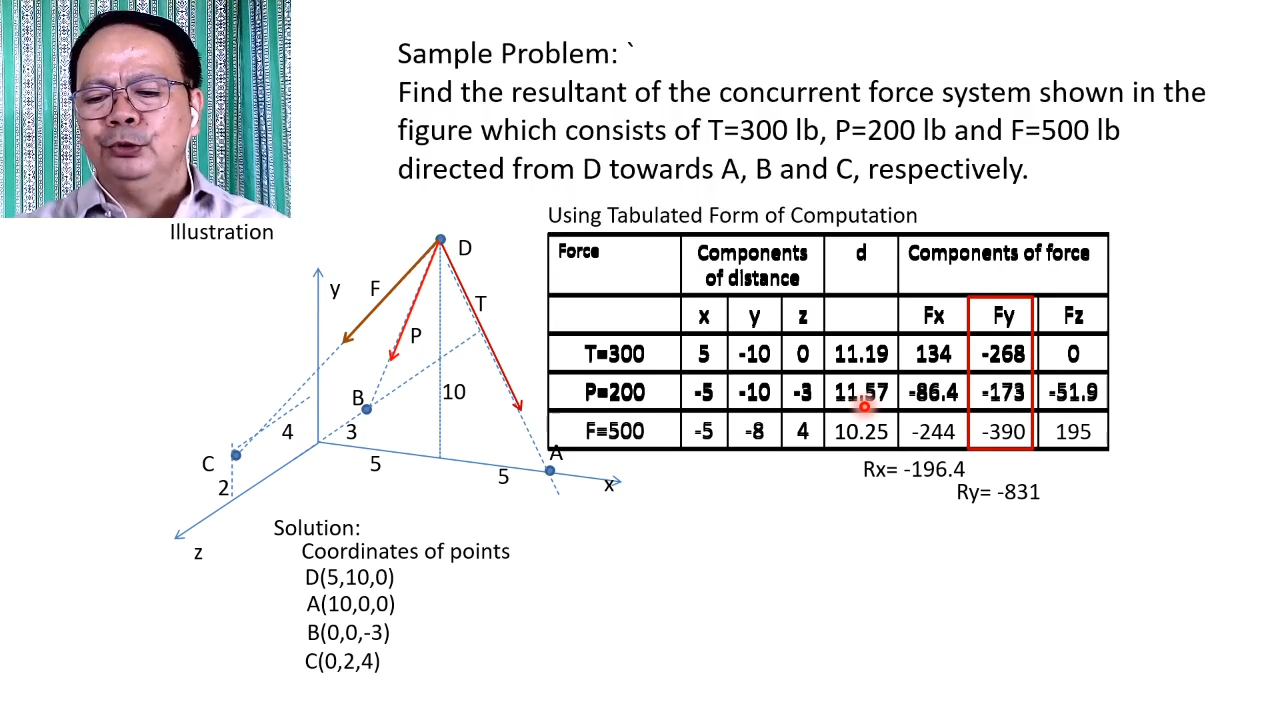 Sample Problem: `
Find the resultant of the concurrent force system shown in the
figure which consists of T=300 lb, P=200 lb and F=500 lb
directed from D towards A, B and C, respectively.
Illustration
Using Tabulated Form of Computation
Force Components of distance d Components of force
x y z Fx Fy Fz
T=300 5 -10 0 11.19 134 -268 0
P=200 -5 -10 -3 11.57 -86.4 -173 -51.9
F=500 -5 -8 4 10.25 -244 -390 195
Rx= -196.4
Ry= -831
D
y
F
T
P
B
10
4
3
C
5
A
5
2
x
z
Solution:
Coordinates of points
D(5,10,0)
A(10,0,0)
B(0,0,-3)
C(0,2,4)